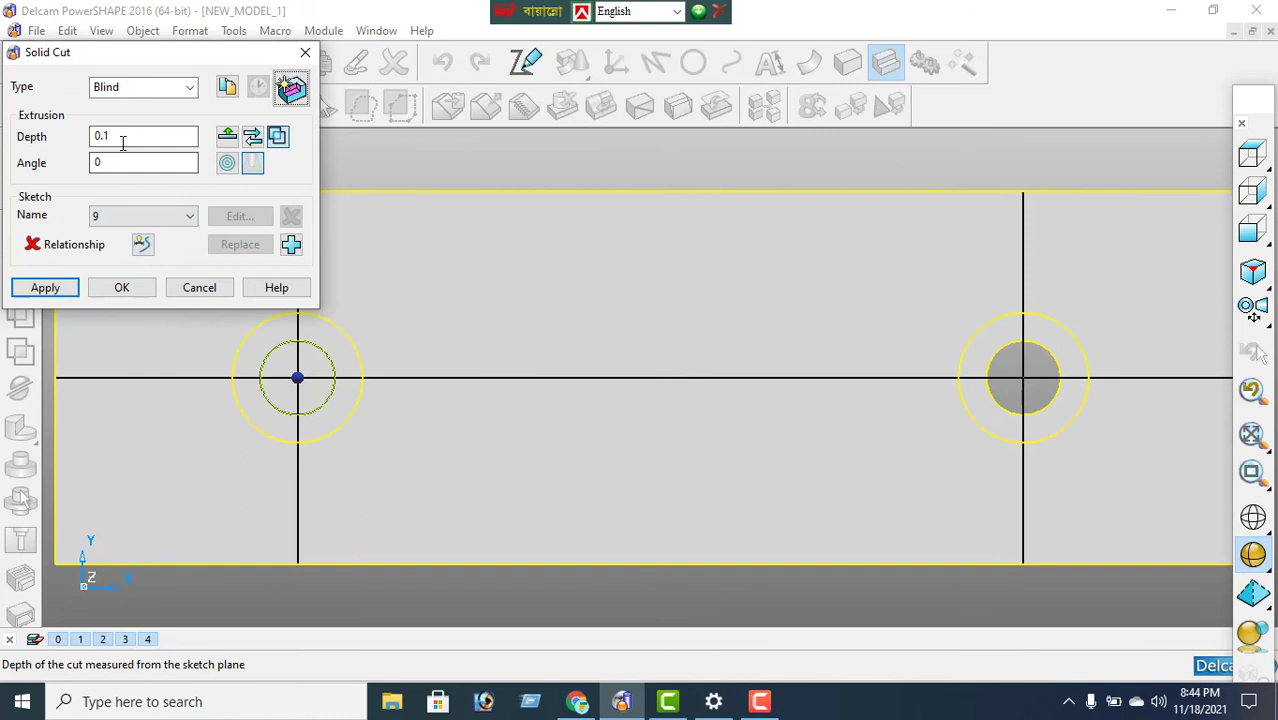 Delcam PowerSHAPE 2016 (64-bit) - [NEW_MODEL_1]
বায়ান্নো English
File Edit View Object Format Tools Macro Module Window Help
Solid Cut
Type Blind
Extrusion
Depth 0.1
Angle 0
Sketch
Name 9 Edit...
Relationship Replace
Apply OK Cancel Help
Y
Z X
0 1 2 3 4
Depth of the cut measured from the sketch plane
Delc
Type here to search
8:44 PM
11/18/2021